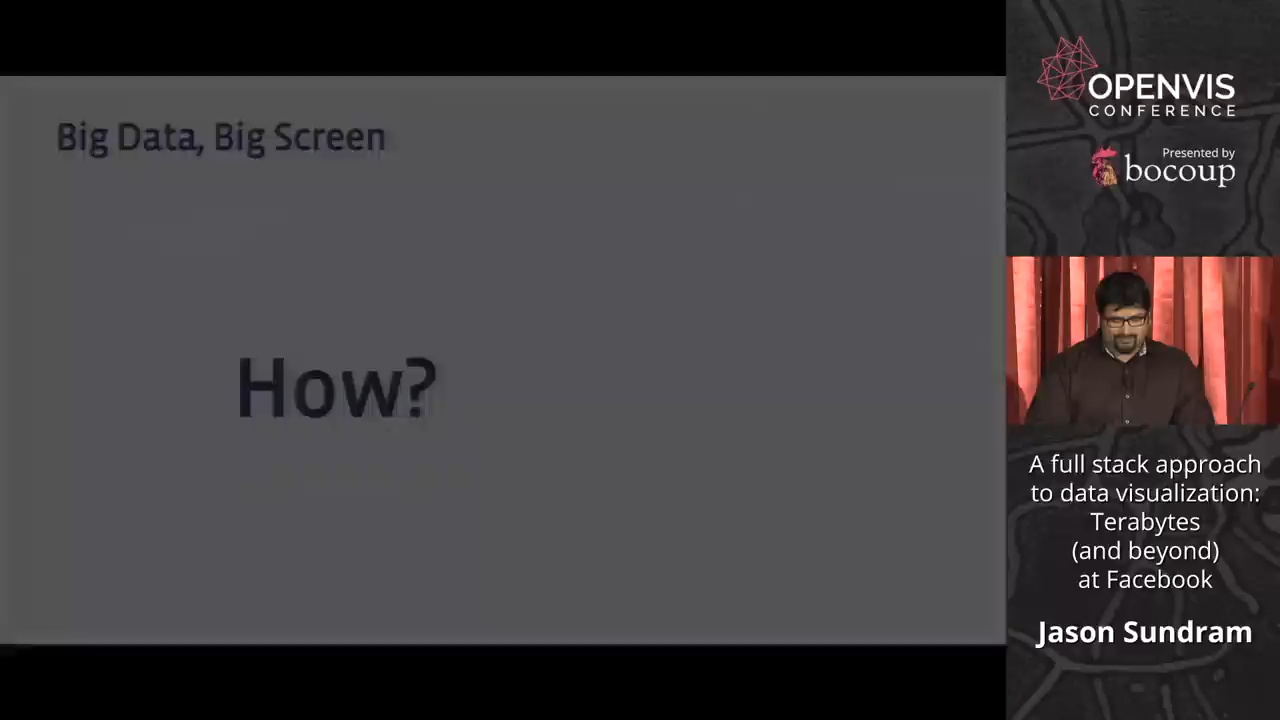 Big Data, Big Screen
How?
OPENVIS
CONFERENCE
Presented by
bocoup
A full stack approach
to data visualization:
Terabytes
(and beyond)
at Facebook
Jason Sundram